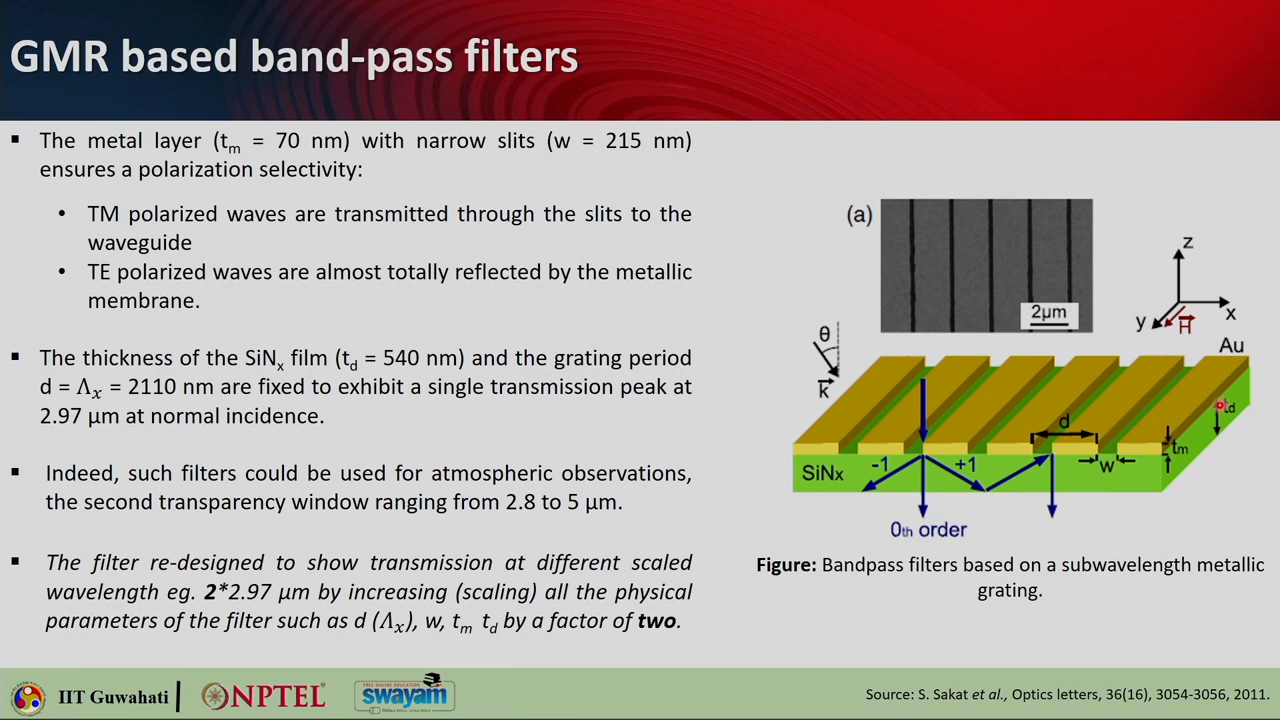 GMR based band-pass filters
▪ The metal layer (tm = 70 nm) with narrow slits (w = 215 nm)
ensures a polarization selectivity:
• TM polarized waves are transmitted through the slits to the
waveguide
• TE polarized waves are almost totally reflected by the metallic
membrane.
▪ The thickness of the SiNx film (td = 540 nm) and the grating period
d = Λx = 2110 nm are fixed to exhibit a single transmission peak at
2.97 μm at normal incidence.
▪ Indeed, such filters could be used for atmospheric observations,
the second transparency window ranging from 2.8 to 5 μm.
▪ The filter re-designed to show transmission at different scaled
wavelength eg. 2*2.97 μm by increasing (scaling) all the physical
parameters of the filter such as d (Λx), w, tm td by a factor of two.
(a)
2μm
z
x
y
H
θ
k
Au
td
d
tm
w
SiNx
-1
+1
0th order
Figure: Bandpass filters based on a subwavelength metallic
grating.
IIT Guwahati
NPTEL
FREE ONLINE EDUCATION
swayam
Source: S. Sakat et al., Optics letters, 36(16), 3054-3056, 2011.